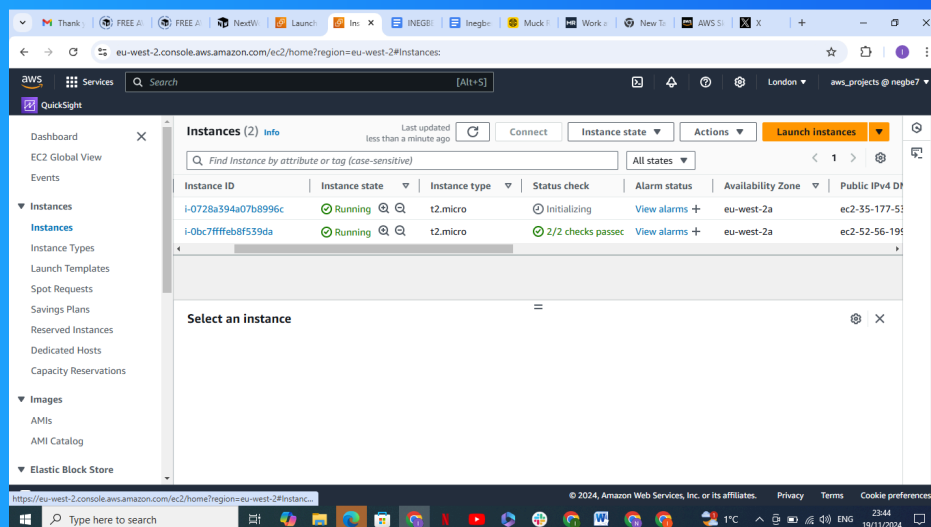 Thank
FREE A
FREE A
NextW
Launch
Ins
INEGBE
Inegbe
Muck R
Work a
New Ta
AWS S
X
eu-west-2.console.aws.amazon.com/ec2/home?region=eu-west-2#Instances:
aws
Services
Search
[Alt+S]
London
aws_projects @ negbe7
QuickSight
Dashboard
EC2 Global View
Events
Instances
Instances
Instance Types
Launch Templates
Spot Requests
Savings Plans
Reserved Instances
Dedicated Hosts
Capacity Reservations
Images
AMIs
AMI Catalog
Elastic Block Store
Instances (2) Info
Last updated
less than a minute ago
Connect
Instance state
Actions
Launch instances
Find Instance by attribute or tag (case-sensitive)
All states
1
Instance ID Instance state Instance type Status check Alarm status Availability Zone Public IPv4 DN
i-0728a394a07b8996c Running t2.micro Initializing View alarms + eu-west-2a ec2-35-177-53
i-0bc7ffffeb8f539da Running t2.micro 2/2 checks passec View alarms + eu-west-2a ec2-52-56-199
Select an instance
https://eu-west-2.console.aws.amazon.com/ec2/home?region=eu-west-2#Instanc...
© 2024, Amazon Web Services, Inc. or its affiliates. Privacy Terms Cookie preferences
Type here to search
1°C
ENG
23:44
19/11/2024